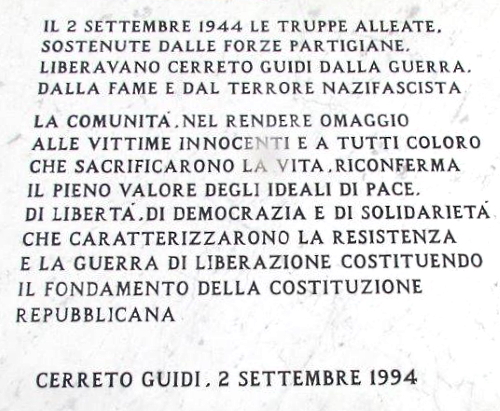 IL 2 SETTEMBRE 1944 LE TRUPPE ALLEATE,
SOSTENUTE DALLE FORZE PARTIGIANE,
LIBERAVANO CERRETO GUIDI DALLA GUERRA,
DALLA FAME E DAL TERRORE NAZIFASCISTA
LA COMUNITÀ, NEL RENDERE OMAGGIO
ALLE VITTIME INNOCENTI E A TUTTI COLORO
CHE SACRIFICARONO LA VITA, RICONFERMA
IL PIENO VALORE DEGLI IDEALI DI PACE,
DI LIBERTÀ, DI DEMOCRAZIA E DI SOLIDARIETÀ
CHE CARATTERIZZARONO LA RESISTENZA
E LA GUERRA DI LIBERAZIONE COSTITUENDO
IL FONDAMENTO DELLA COSTITUZIONE
REPUBBLICANA
CERRETO GUIDI, 2 SETTEMBRE 1994